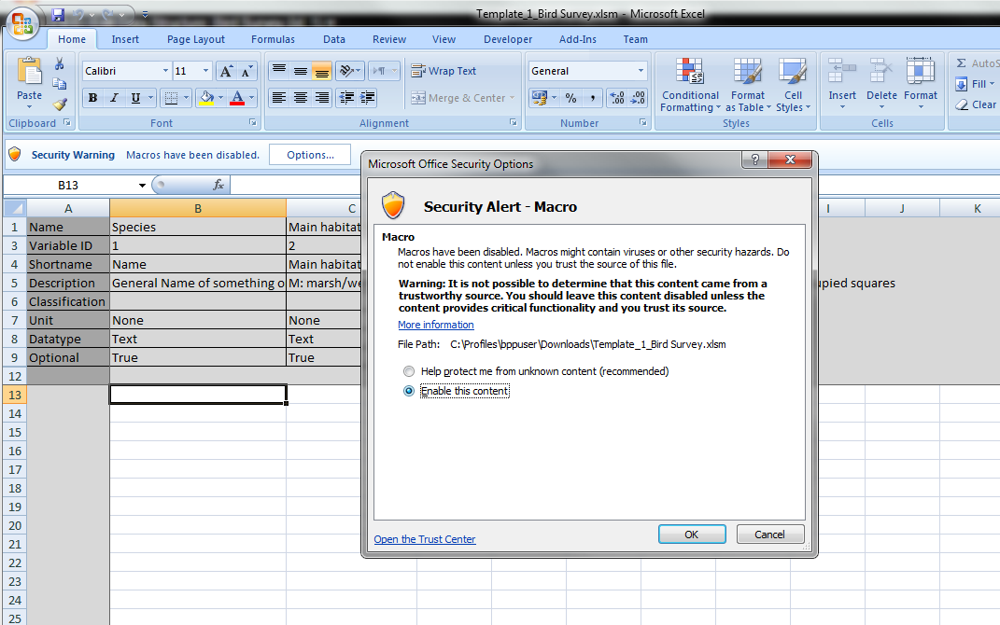 Template_1_Bird Survey.xlsm - Microsoft Excel
Home Insert Page Layout Formulas Data Review View Developer Add-Ins Team
Calibri 11 Wrap Text General Σ AutoS
Paste Conditional Formatting Format as Table Cell Styles Insert Delete Format Fill
B I U A Merge & Center % , .00 Clear
Clipboard Font Alignment Number Styles Cells
Security Warning Macros have been disabled. Options...
B13 fx
A B C I J K
1 Name Species Main habitat
3 Variable ID 1 2
4 Shortname Name Main habitat
5 Description General Name of something o M: marsh/we upied squares
6 Classification
7 Unit None None
8 Datatype Text Text
9 Optional True True
12
13
14
15
16
17
18
19
20
21
22
23
24
25
Microsoft Office Security Options ? X
Security Alert - Macro
Macro
Macros have been disabled. Macros might contain viruses or other security hazards. Do
not enable this content unless you trust the source of this file.
Warning: It is not possible to determine that this content came from a
trustworthy source. You should leave this content disabled unless the
content provides critical functionality and you trust its source.
More information
File Path: C:\Profiles\bppuser\Downloads\Template_1_Bird Survey.xlsm
Help protect me from unknown content (recommended)
Enable this content
Open the Trust Center OK Cancel